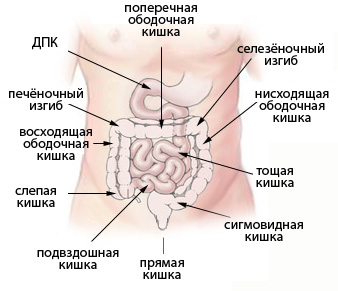 поперечная
ободочная
кишка
ДПК
селезёночный
изгиб
печёночный
изгиб
нисходящая
ободочная
кишка
восходящая
ободочная
кишка
тощая
кишка
слепая
кишка
сигмовидная
кишка
подвздошная
кишка
прямая
кишка